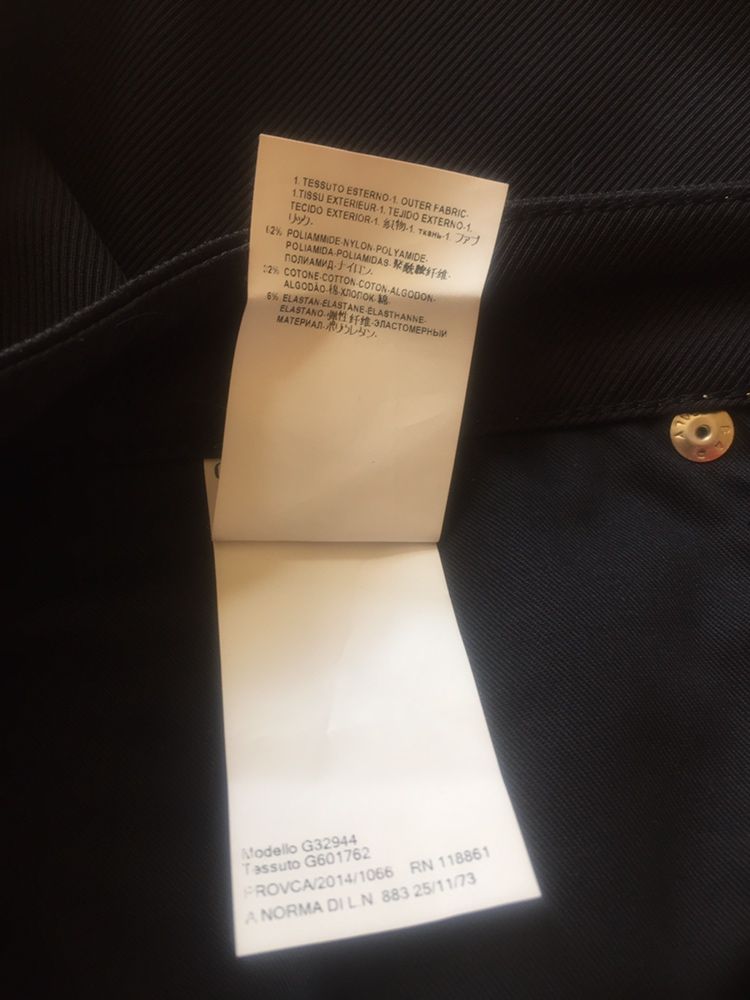 1. TESSUTO ESTERNO-1. OUTER FABRIC-
1.TISSU EXTERIEUR-1. TEJIDO EXTERNO-1.
TECIDO EXTERIOR-1. 織物-1. ткань-1. ファブ
リック.
62% POLIAMMIDE-NYLON-POLYAMIDE-
POLIAMIDA-POLIAMIDAS-聚酰胺纤维-
ПОЛИАМИД-ナイロン.
32% COTONE-COTTON-COTON-ALGODON-
ALGODÃO-棉-ХЛОПОК-綿.
6% ELASTAN-ELASTANE-ÉLASTHANNE-
ELASTANO-弹性纤维-ЭЛАСТОМЕРНЫЙ
МАТЕРИАЛ-ポリウレタン.
Modello G32944
Tessuto G601762
PROVCA/2014/1066 RN 118861
A NORMA DI L.N. 883 25/11/73